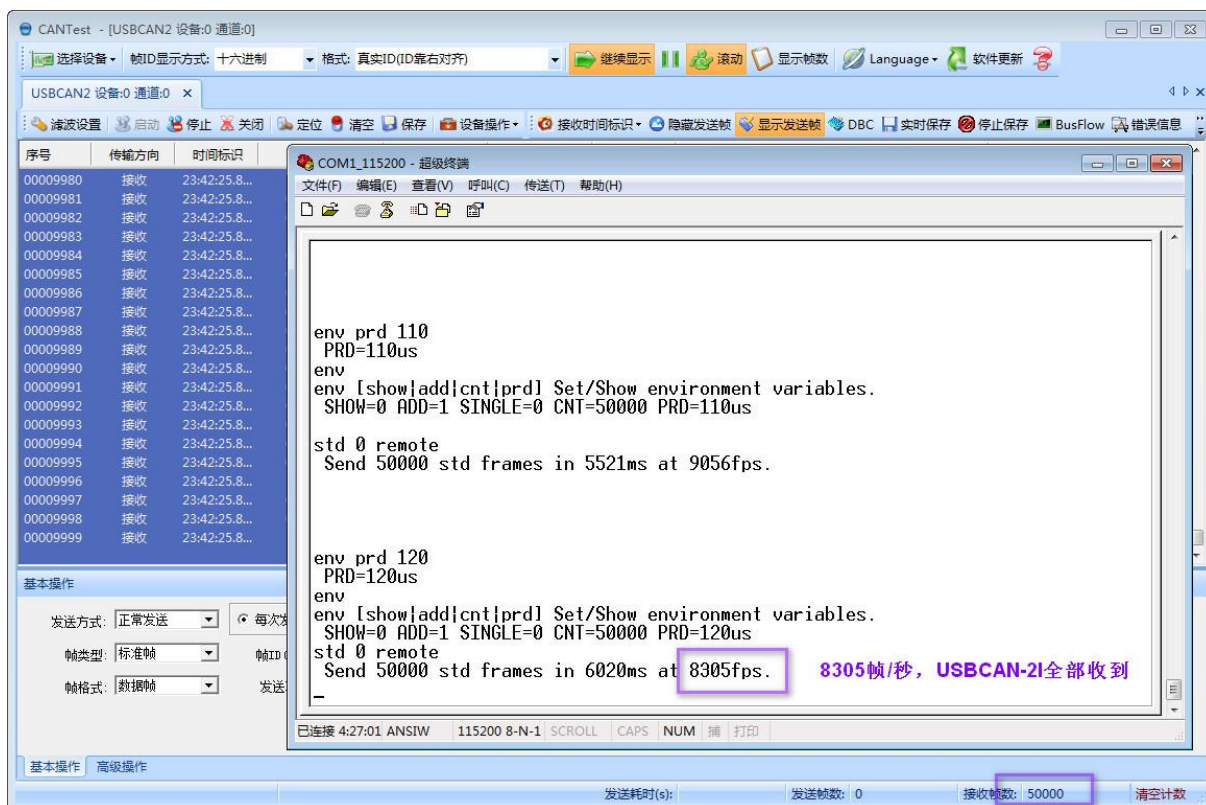 CANTest - [USBCAN2 设备:0 通道:0]
选择设备 帧ID显示方式: 十六进制 格式: 真实ID(ID靠右对齐) 继续显示 滚动 显示帧数 Language 软件更新
USBCAN2 设备:0 通道:0
滤波设置 启动 停止 关闭 定位 清空 保存 设备操作 接收时间标识 隐藏发送帧 显示发送帧 DBC 实时保存 停止保存 BusFlow 错误信息
序号 传输方向 时间标识
00009980 接收 23:42:25.8...
00009981 接收 23:42:25.8...
00009982 接收 23:42:25.8...
00009983 接收 23:42:25.8...
00009984 接收 23:42:25.8...
00009985 接收 23:42:25.8...
00009986 接收 23:42:25.8...
00009987 接收 23:42:25.8...
00009988 接收 23:42:25.8...
00009989 接收 23:42:25.8...
00009990 接收 23:42:25.8...
00009991 接收 23:42:25.8...
00009992 接收 23:42:25.8...
00009993 接收 23:42:25.8...
00009994 接收 23:42:25.8...
00009995 接收 23:42:25.8...
00009996 接收 23:42:25.8...
00009997 接收 23:42:25.8...
00009998 接收 23:42:25.8...
00009999 接收 23:42:25.8...
COM1_115200 - 超级终端
文件(F) 编辑(E) 查看(V) 呼叫(C) 传送(T) 帮助(H)
env prd 110
PRD=110us
env
env [show|add|cnt|prd] Set/Show environment variables.
SHOW=0 ADD=1 SINGLE=0 CNT=50000 PRD=110us
std 0 remote
Send 50000 std frames in 5521ms at 9056fps.
env prd 120
PRD=120us
env
env [show|add|cnt|prd] Set/Show environment variables.
SHOW=0 ADD=1 SINGLE=0 CNT=50000 PRD=120us
std 0 remote
Send 50000 std frames in 6020ms at 8305fps.
8305帧/秒，USBCAN-2I全部收到
已连接 4:27:01 ANSIW 115200 8-N-1 SCROLL CAPS NUM 捕 打印
基本操作
发送方式: 正常发送 每次发
帧类型: 标准帧 帧ID
帧格式: 数据帧 发送
基本操作 高级操作
发送耗时(s): 发送帧数: 0 接收帧数: 50000 清空计数